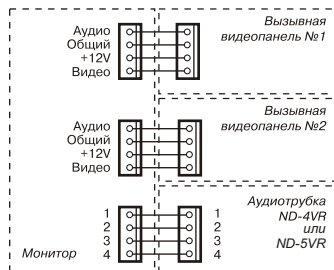 Вызывная
видеопанель №1
Аудио
Общий
+12V
Видео
Вызывная
видеопанель №2
Аудио
Общий
+12V
Видео
Аудиотрубка
ND-4VR
или
ND-5VR
1 1
2 2
3 3
4 4
Монитор